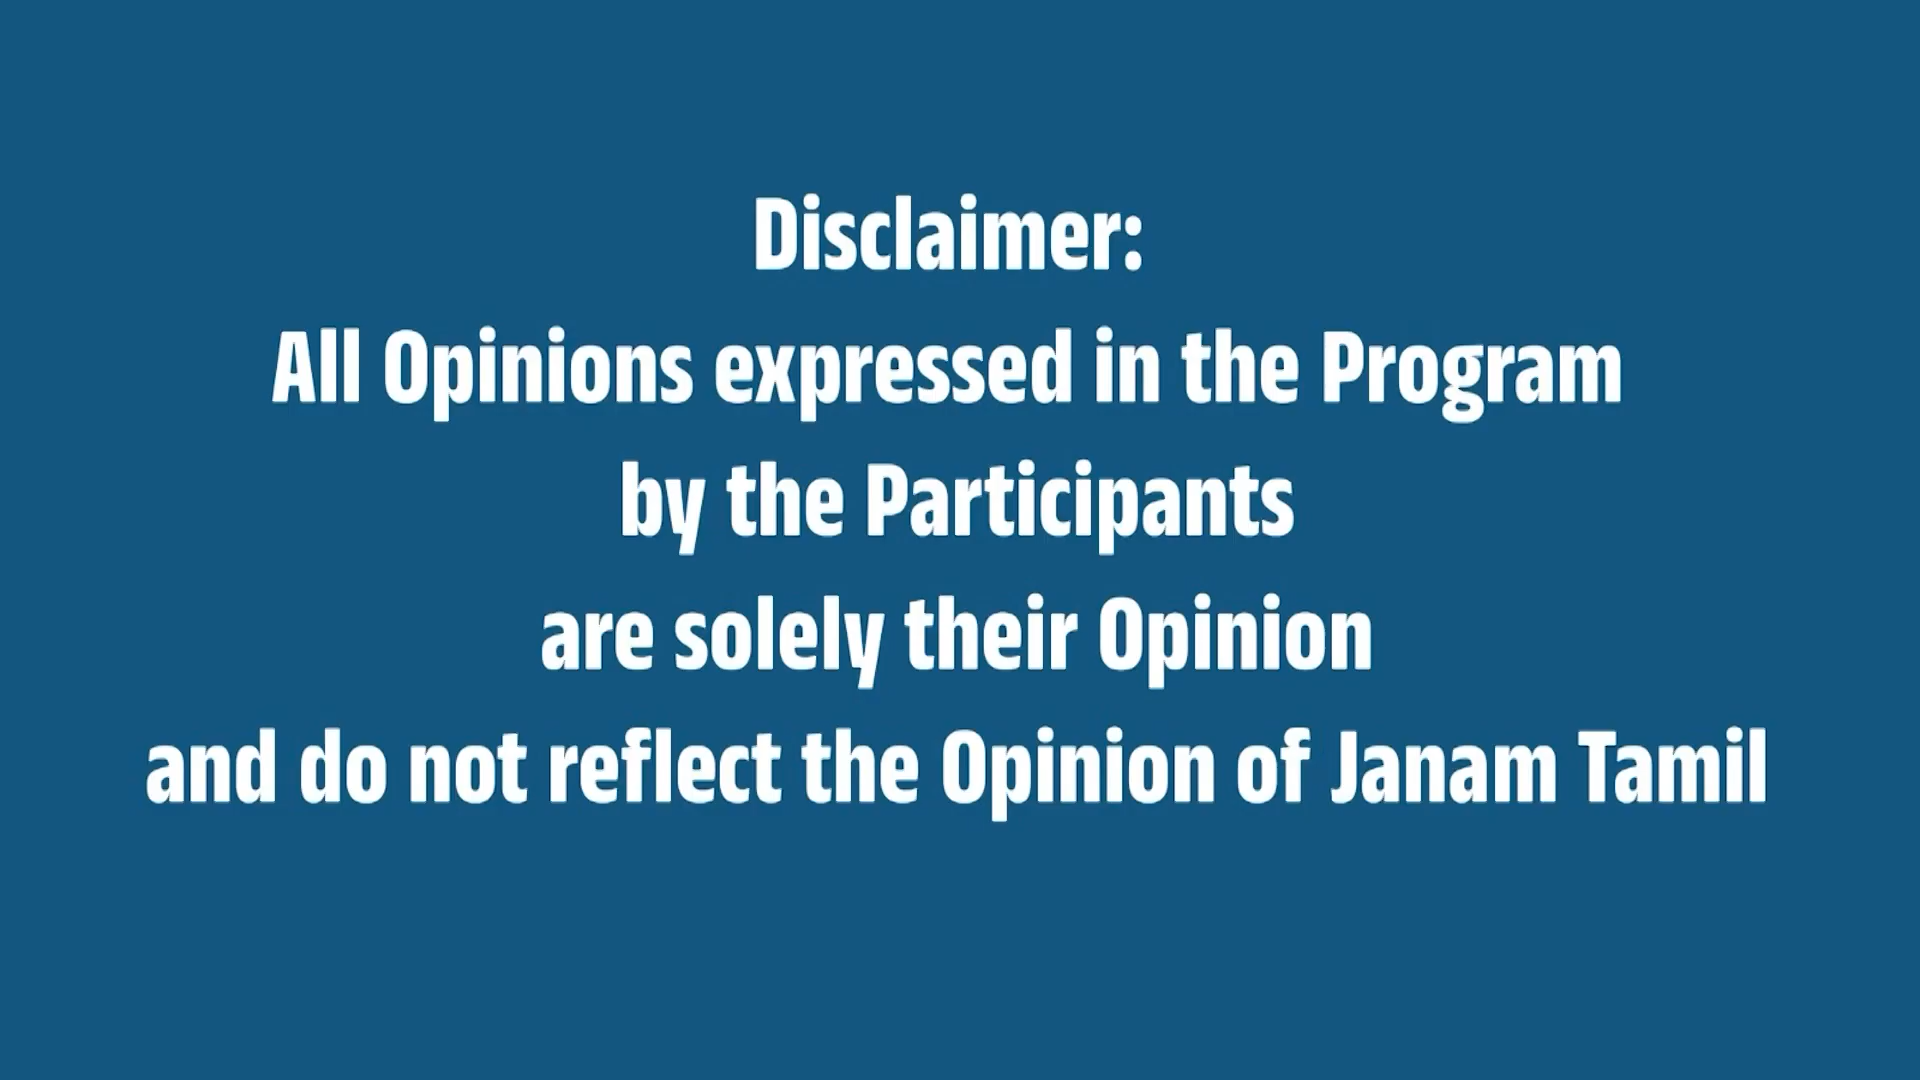 Disclaimer:
All Opinions expressed in the Program
by the Participants
are solely their Opinion
and do not reflect the Opinion of Janam Tamil